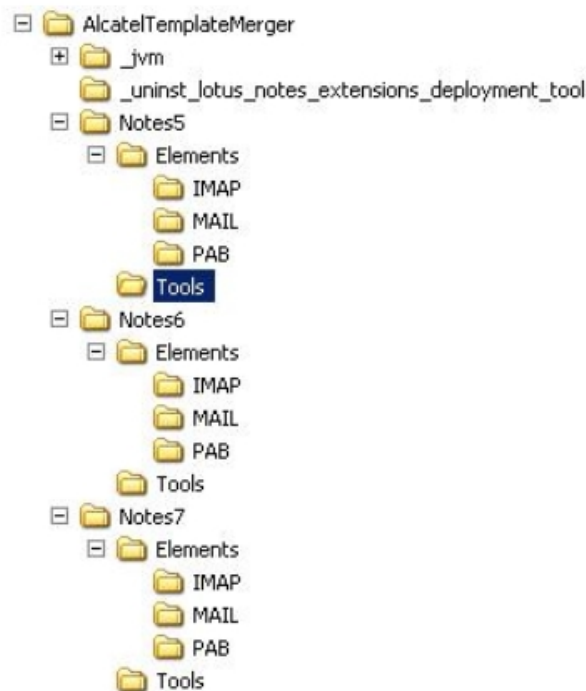 AlcatelTemplateMerger
_jvm
_uninst_lotus_notes_extensions_deployment_tool
Notes5
Elements
IMAP
MAIL
PAB
Tools
Notes6
Elements
IMAP
MAIL
PAB
Tools
Notes7
Elements
IMAP
MAIL
PAB
Tools